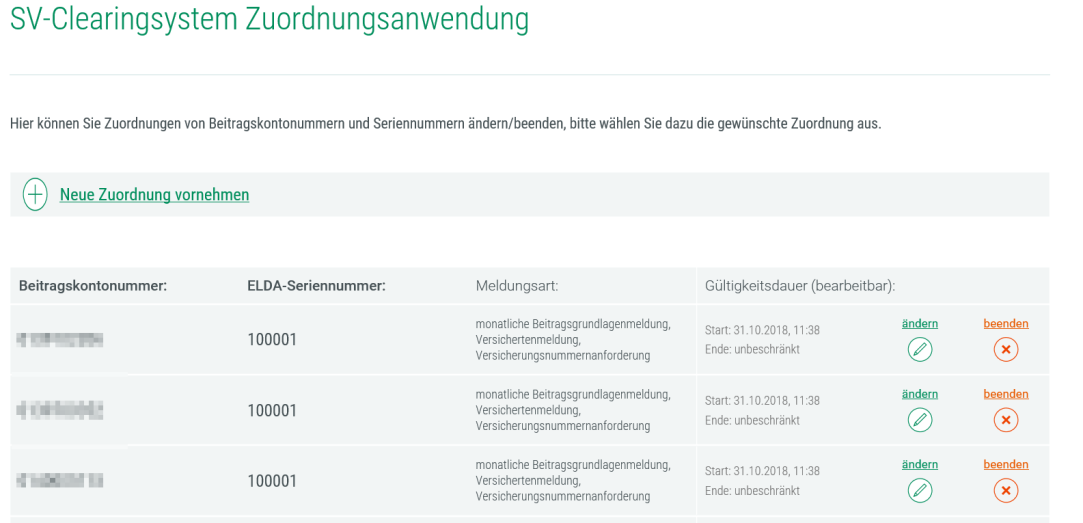 SV-Clearingsystem Zuordnungsanwendung
Hier können Sie Zuordnungen von Beitragskontonummern und Seriennummern ändern/beenden, bitte wählen Sie dazu die gewünschte Zuordnung aus.
Neue Zuordnung vornehmen
Beitragskontonummer: ELDA-Seriennummer: Meldungsart: Gültigkeitsdauer (bearbeitbar):
100001
monatliche Beitragsgrundlagenmeldung,
Versichertenmeldung,
Versicherungsnummernanforderung
Start: 31.10.2018, 11:38
Ende: unbeschränkt
ändern
beenden
100001
monatliche Beitragsgrundlagenmeldung,
Versichertenmeldung,
Versicherungsnummernanforderung
Start: 31.10.2018, 11:38
Ende: unbeschränkt
ändern
beenden
100001
monatliche Beitragsgrundlagenmeldung,
Versichertenmeldung,
Versicherungsnummernanforderung
Start: 31.10.2018, 11:38
Ende: unbeschränkt
ändern
beenden